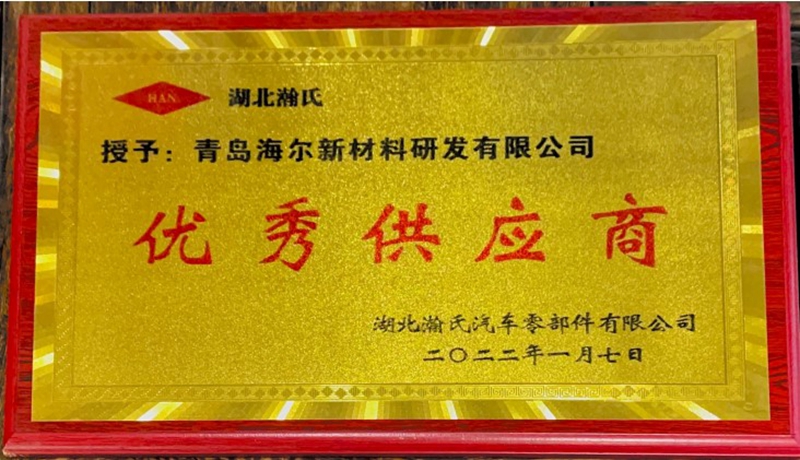 HAN 湖北瀚氏
授予：青岛海尔新材料研发有限公司
优秀供应商
湖北瀚氏汽车零部件有限公司
二〇二二年一月七日